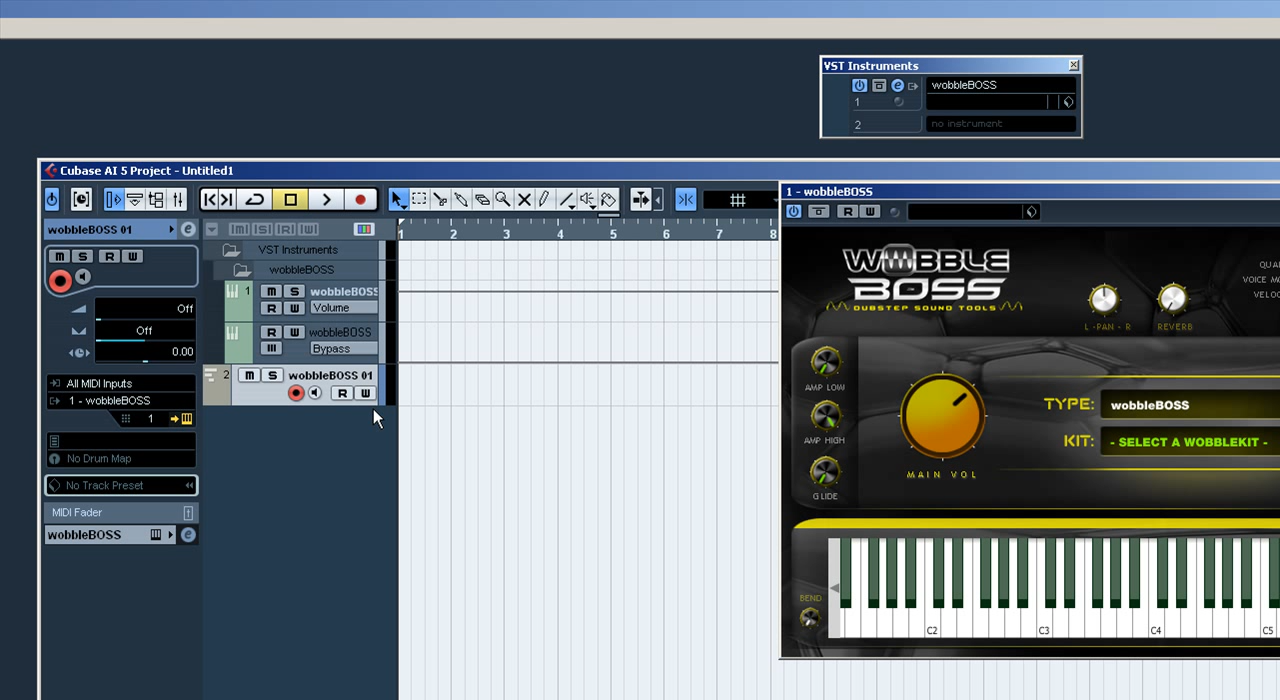 VST Instruments
wobbleBOSS
1
2 no instrument
Cubase AI 5 Project - Untitled1
1 - wobbleBOSS
R W
wobbleBOSS 01
M S R W
Off
Off
0.00
All MIDI Inputs
1 - wobbleBOSS
1
No Drum Map
No Track Preset
MIDI Fader
wobbleBOSS
M S R W
VST Instruments
wobbleBOSS
1 M S wobbleBOSS
R W Volume
R W wobbleBOSS
Bypass
2 M S wobbleBOSS 01
R W
1 2 3 4 5 6 7 8
WOBBLE
BOSS
DUBSTEP SOUND TOOLS
L - PAN - R REVERB
QUA
VOICE MO
VELOC
AMP LOW
AMP HIGH
GLIDE
MAIN VOL
TYPE: wobbleBOSS
KIT: - SELECT A WOBBLEKIT -
BEND
C2 C3 C4 C5